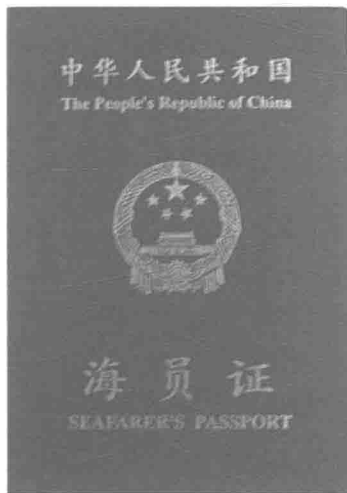 中华人民共和国
The People's Republic of China
海员证
SEAFARER'S PASSPORT